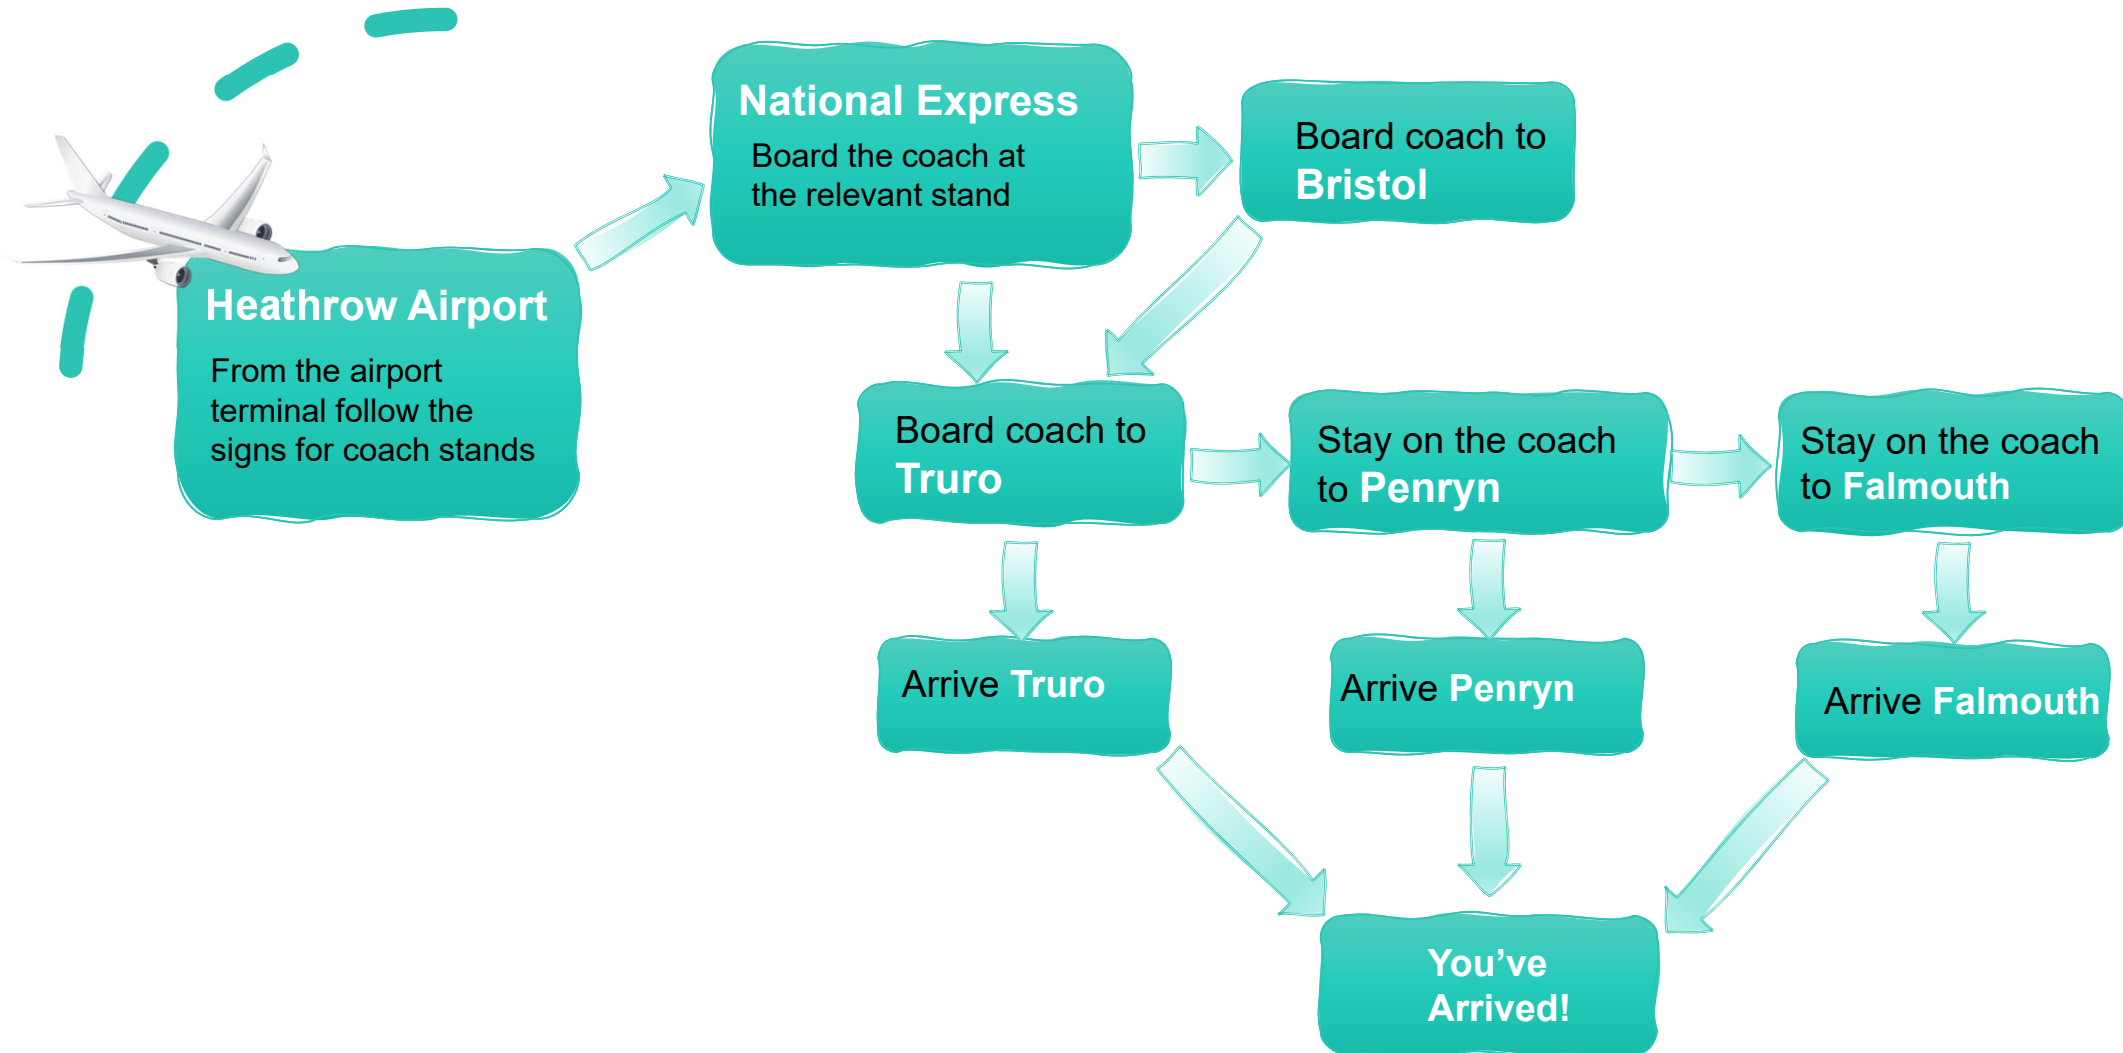 National Express
Board the coach at
the relevant stand
Board coach to
Bristol
Heathrow Airport
From the airport
terminal follow the
signs for coach stands
Board coach to
Truro
Stay on the coach
to Penryn
Stay on the coach
to Falmouth
Arrive Truro
Arrive Penryn
Arrive Falmouth
You’ve
Arrived!